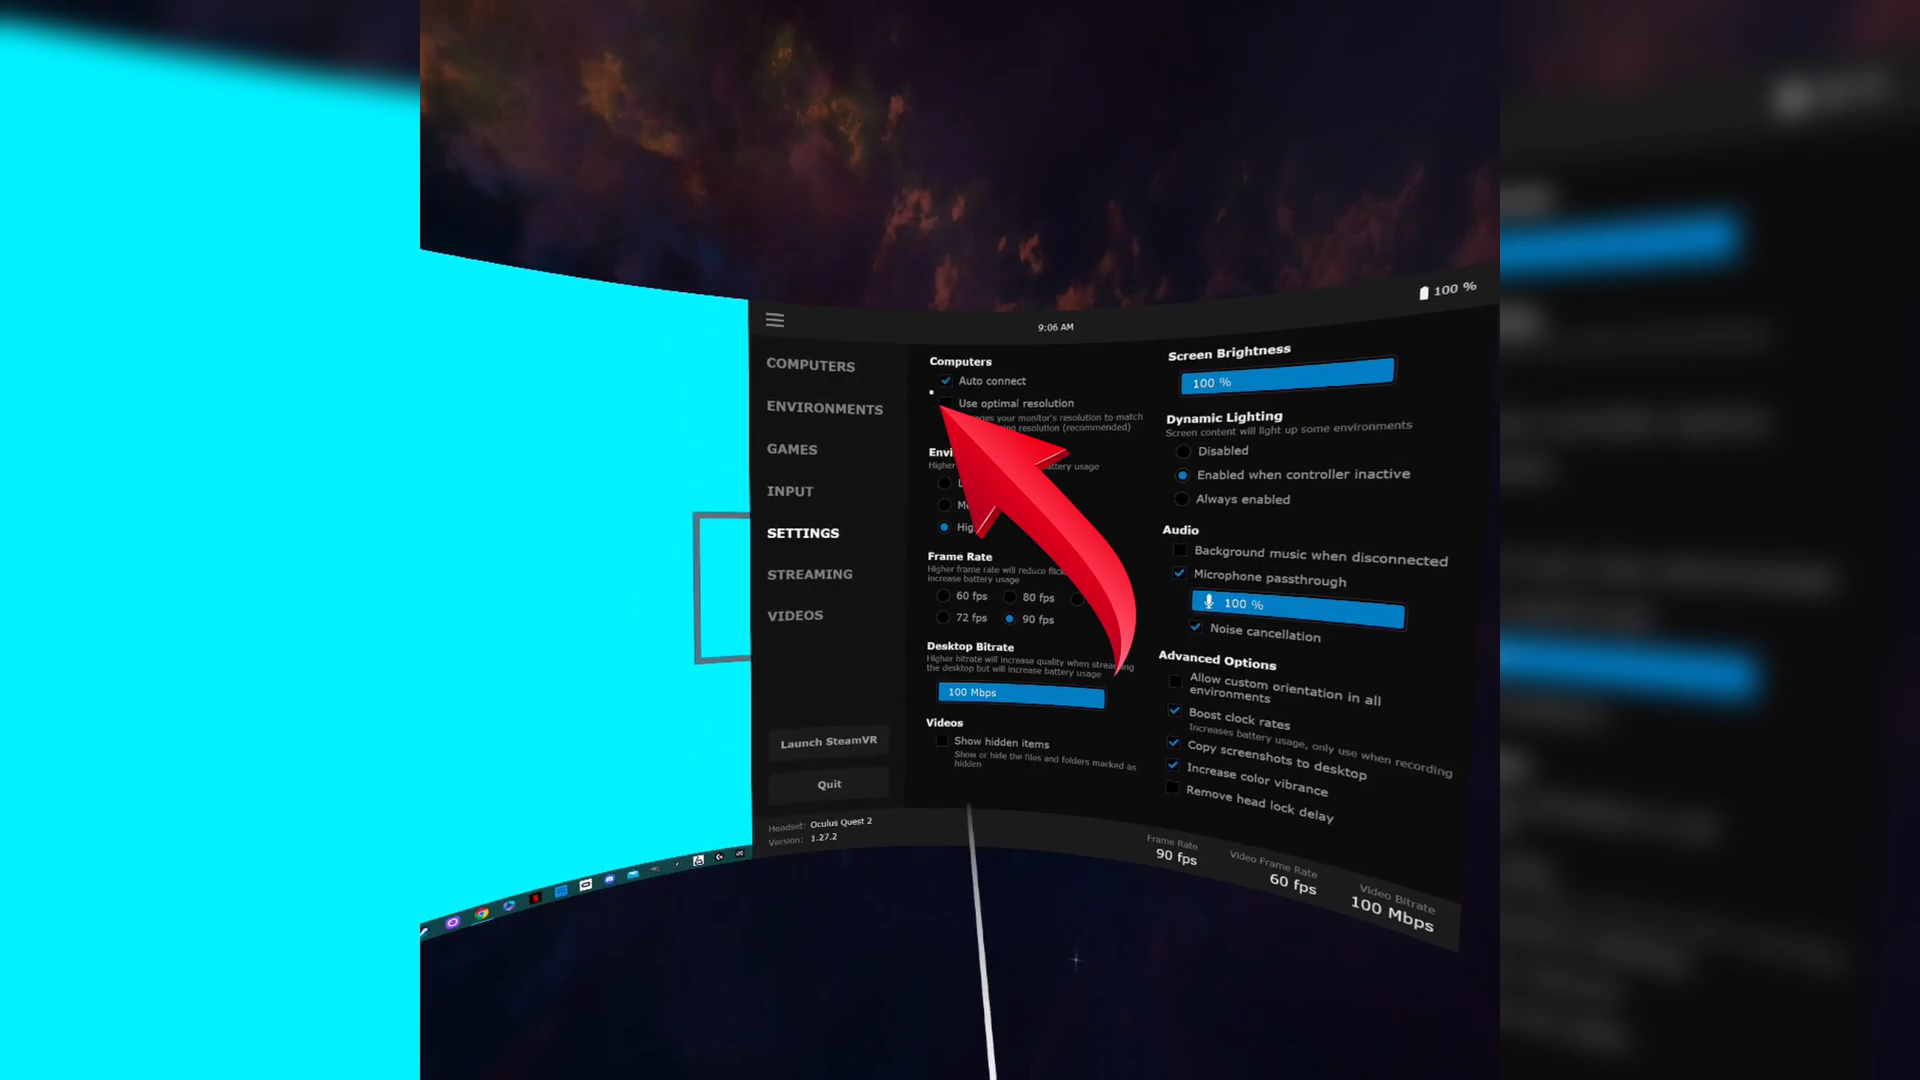 100 %
9:06 AM
COMPUTERS
ENVIRONMENTS
GAMES
INPUT
SETTINGS
STREAMING
VIDEOS
Launch SteamVR
Quit
Computers
Auto connect
Use optimal resolution
your monitor's resolution to match
resolution (recommended)
Higher
battery usage
Frame Rate
Higher frame rate will reduce
increase battery usage
60 fps
80 fps
72 fps
90 fps
Desktop Bitrate
Higher bitrate will increase quality when
the desktop but will increase battery usage
100 Mbps
Videos
Show hidden items
Show or hide the files and folders marked as
hidden
Screen Brightness
100 %
Dynamic Lighting
Screen content will light up some environments
Disabled
Enabled when controller inactive
Always enabled
Audio
Background music when disconnected
Microphone passthrough
100 %
Noise cancellation
Advanced Options
Allow custom orientation in all
environments
Boost clock rates
Increases battery usage, only use when recording
Copy screenshots to desktop
Increase color vibrance
Remove head lock delay
Headset: Oculus Quest 2
Version: 1.27.2
Frame Rate
90 fps
Video Frame Rate
60 fps
Video Bitrate
100 Mbps